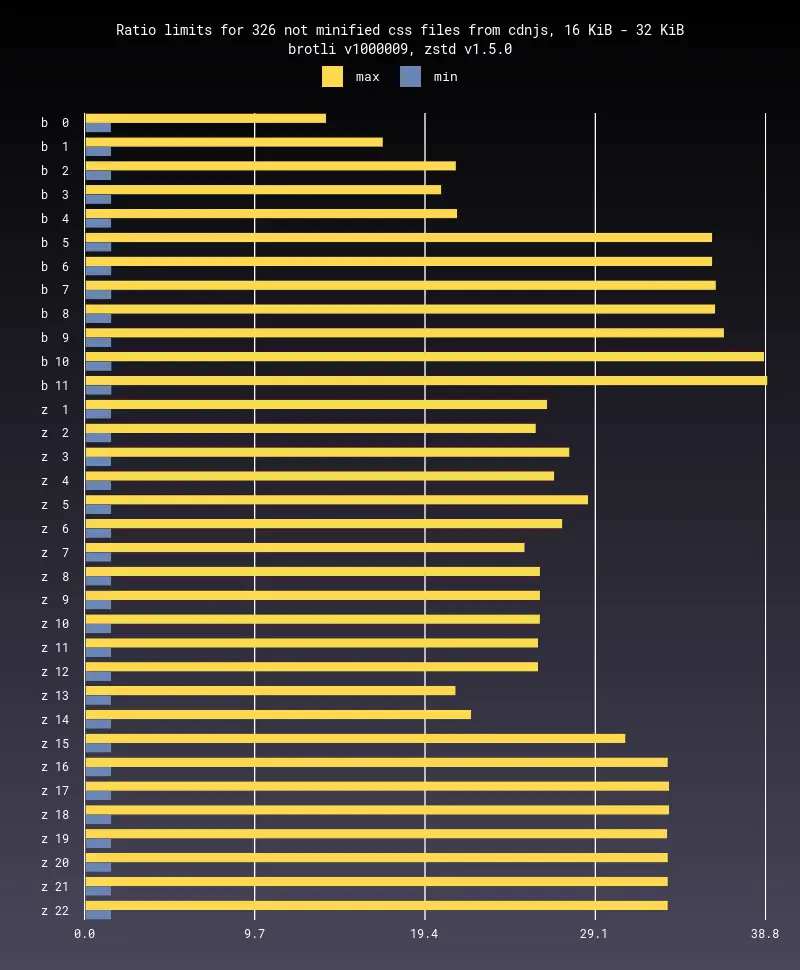 Ratio limits for 326 not minified css files from cdnjs, 16 KiB - 32 KiB
brotli v1000009, zstd v1.5.0
max min
b 0
b 1
b 2
b 3
b 4
b 5
b 6
b 7
b 8
b 9
b 10
b 11
z 1
z 2
z 3
z 4
z 5
z 6
z 7
z 8
z 9
z 10
z 11
z 12
z 13
z 14
z 15
z 16
z 17
z 18
z 19
z 20
z 21
z 22
0.0 9.7 19.4 29.1 38.8